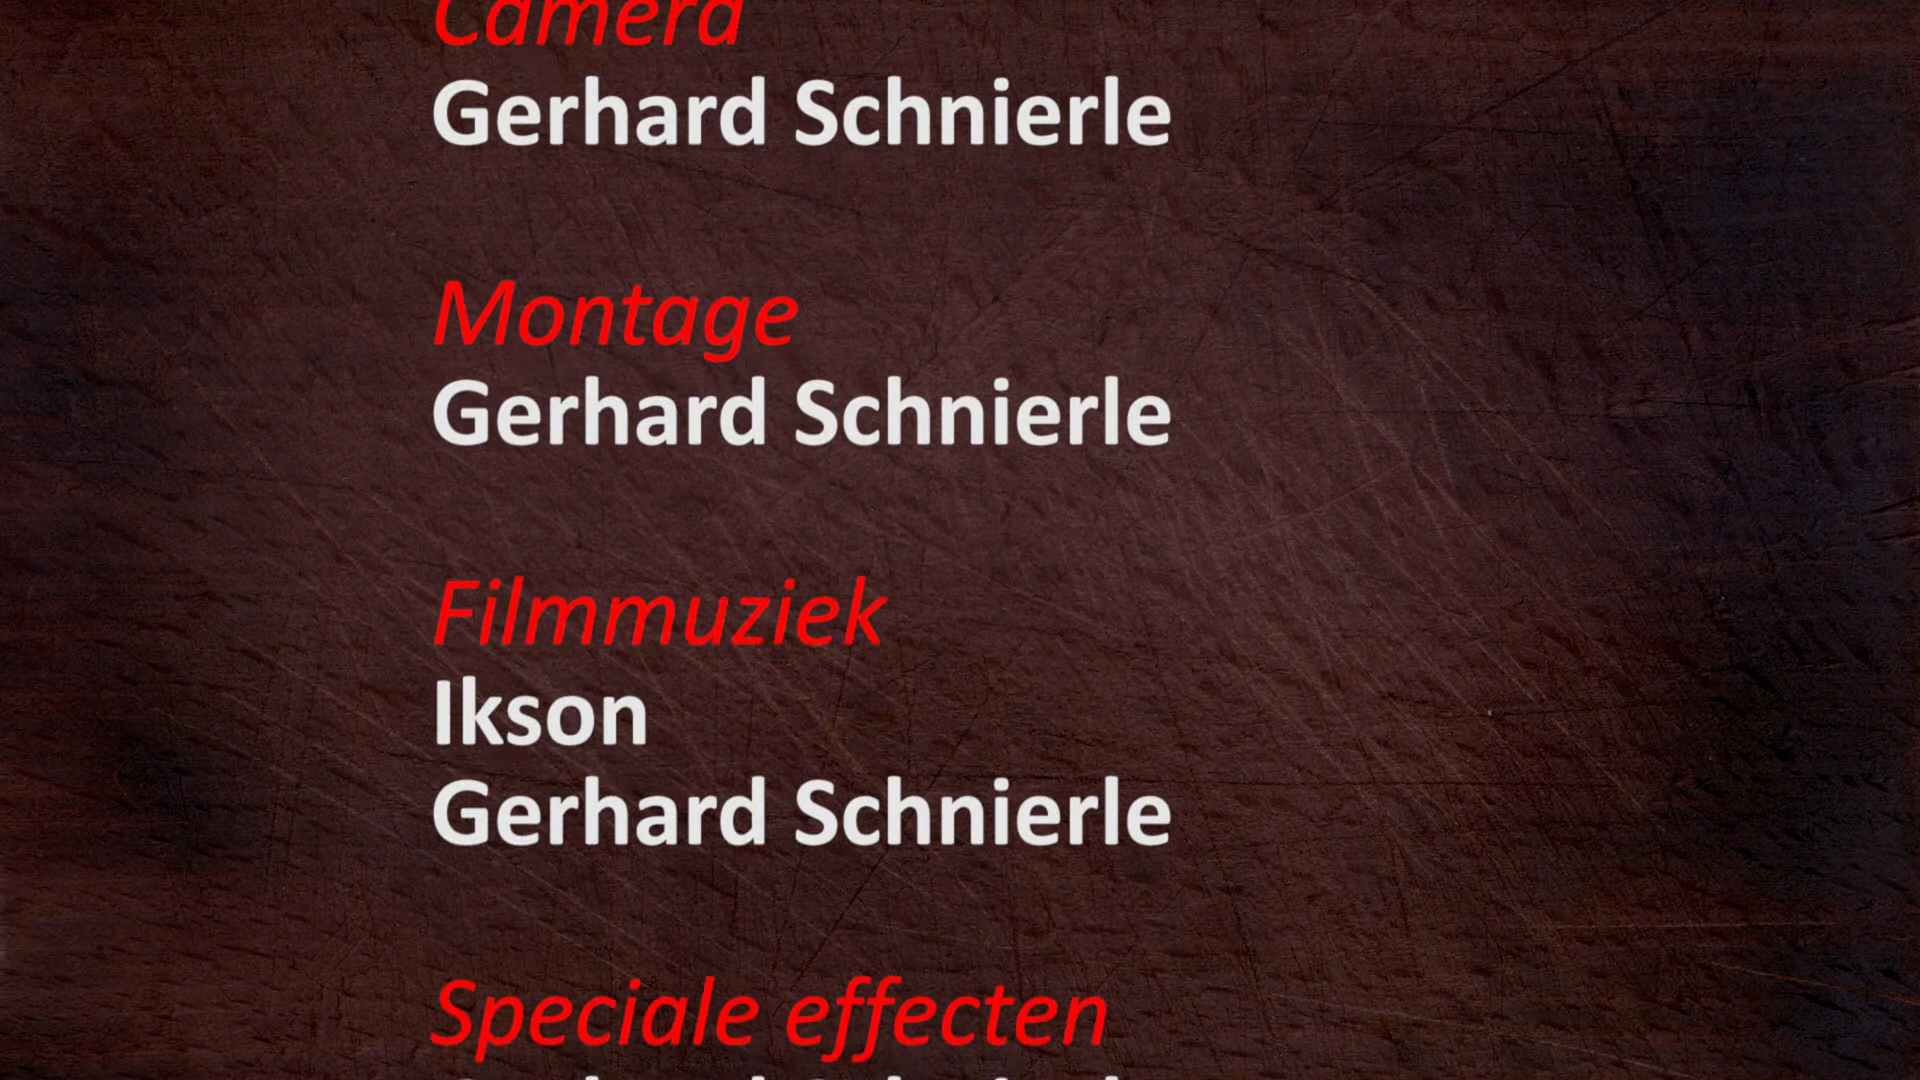 Camera
Gerhard Schnierle
Montage
Gerhard Schnierle
Filmmuziek
Ikson
Gerhard Schnierle
Speciale effecten